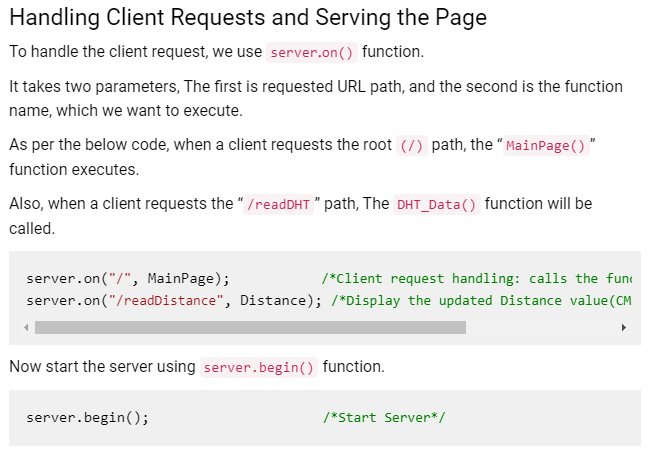 Handling Client Requests and Serving the Page
To handle the client request, we use server.on() function.
It takes two parameters, The first is requested URL path, and the second is the function
name, which we want to execute.
As per the below code, when a client requests the root (/) path, the “ MainPage() ”
function executes.
Also, when a client requests the “ /readDHT ” path, The DHT_Data() function will be
called.
server.on("/", MainPage); /*Client request handling: calls the func
server.on("/readDistance", Distance); /*Display the updated Distance value(CM
Now start the server using server.begin() function.
server.begin(); /*Start Server*/